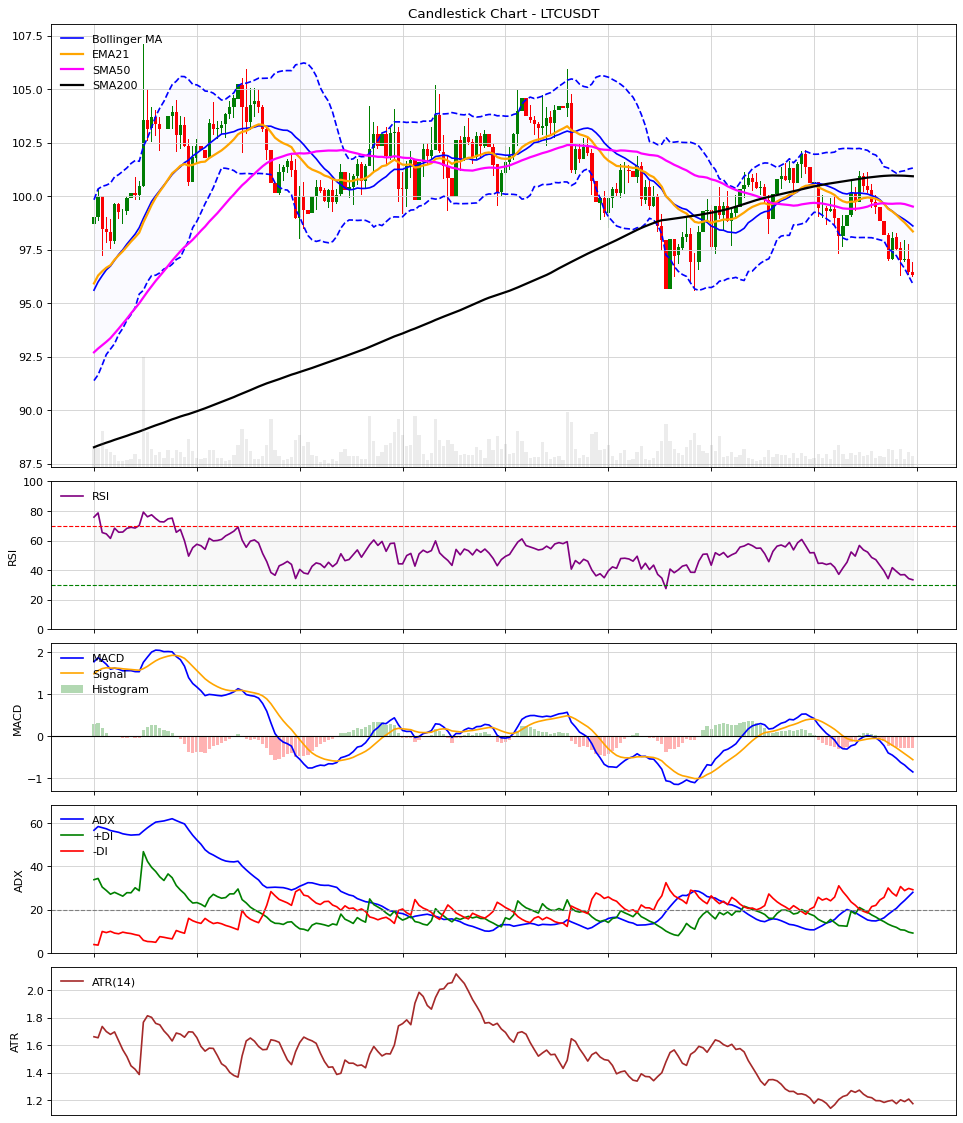 Candlestick Chart - LTCUSDT
107.5
105.0
102.5
100.0
97.5
95.0
92.5
90.0
87.5
Bollinger MA
EMA21
SMA50
SMA200
100
80
60
40
20
0
RSI
RSI
2
1
0
−1
MACD
MACD
Signal
Histogram
60
40
20
0
ADX
ADX
+DI
-DI
2.0
1.8
1.6
1.4
1.2
ATR
ATR(14)